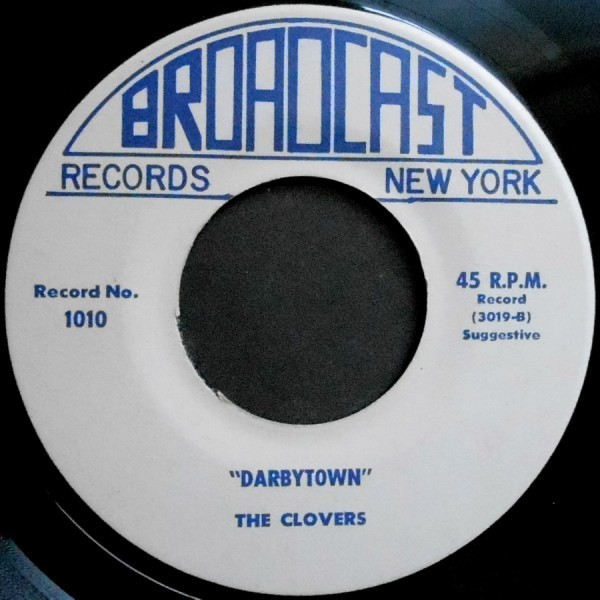 BROADCAST
RECORDS NEW YORK
Record No.
1010
45 R.P.M.
Record
(3019-B)
Suggestive
"DARBYTOWN"
THE CLOVERS